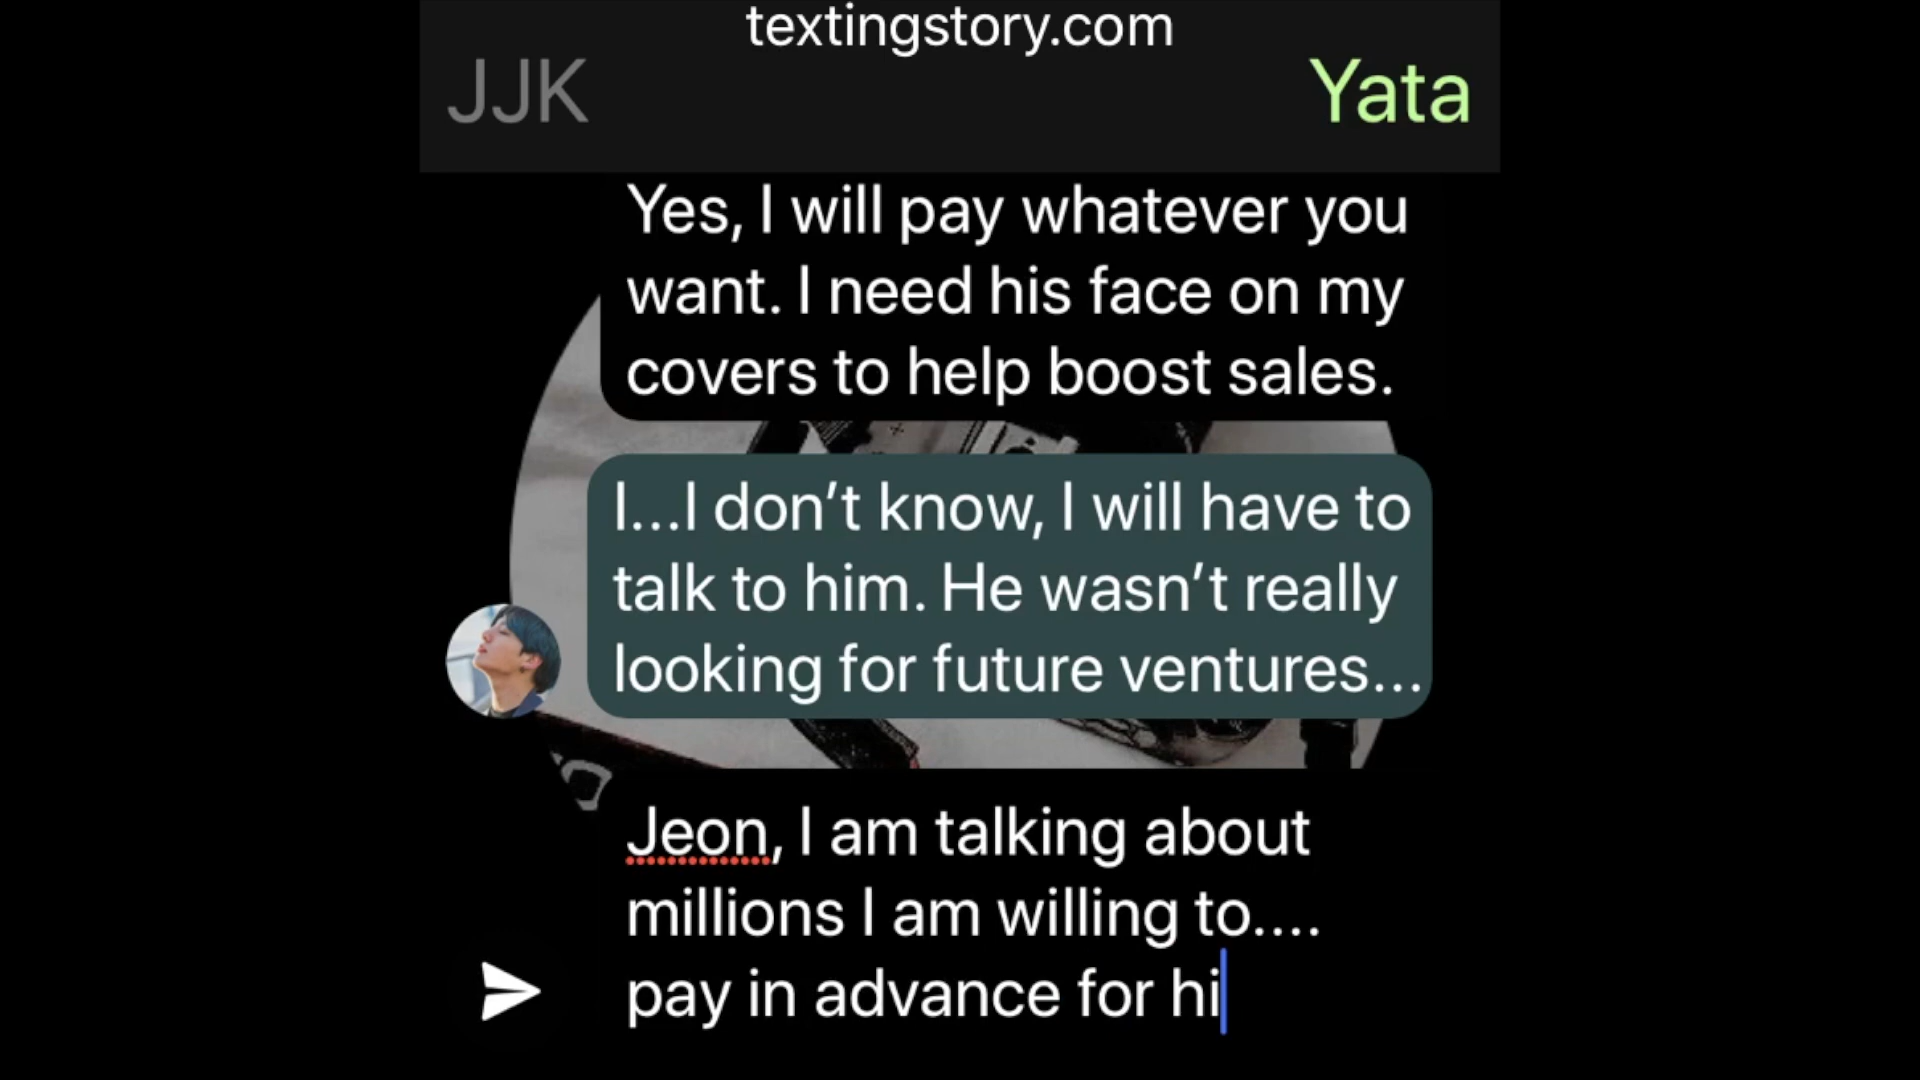 textingstory.com
JJK
Yata
Yes, I will pay whatever you
want. I need his face on my
covers to help boost sales.
I...I don’t know, I will have to
talk to him. He wasn’t really
looking for future ventures...
Jeon, I am talking about
millions I am willing to....
pay in advance for hi